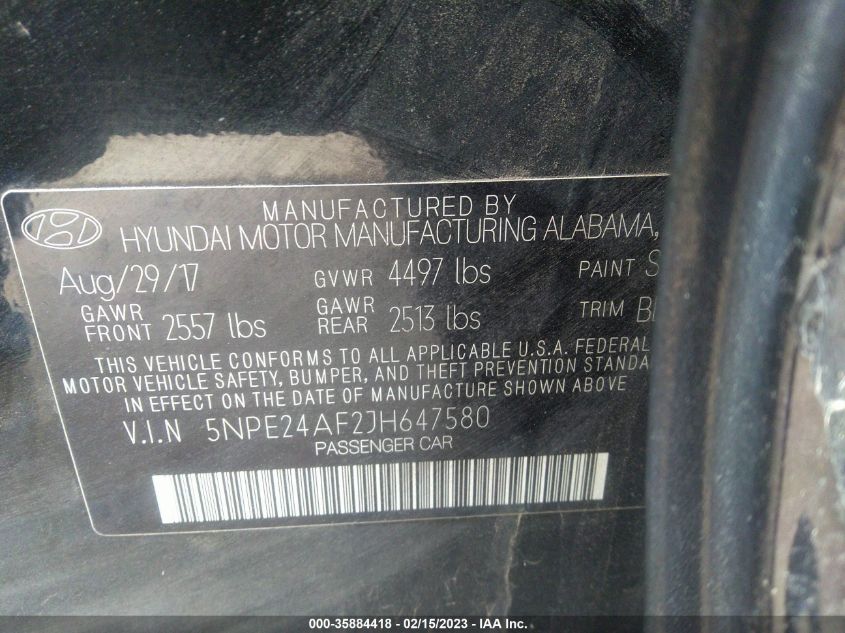 MANUFACTURED BY
HYUNDAI MOTOR MANUFACTURING ALABAMA,
Aug/29/17 GVWR 4497 lbs PAINT
GAWR FRONT 2557 lbs GAWR REAR 2513 lbs TRIM
THIS VEHICLE CONFORMS TO ALL APPLICABLE U.S.A. FEDERAL
MOTOR VEHICLE SAFETY, BUMPER, AND THEFT PREVENTION STANDA
IN EFFECT ON THE DATE OF MANUFACTURE SHOWN ABOVE
V.I.N 5NPE24AF2JH647580
PASSENGER CAR
000-35884418 - 02/15/2023 - IAA Inc.